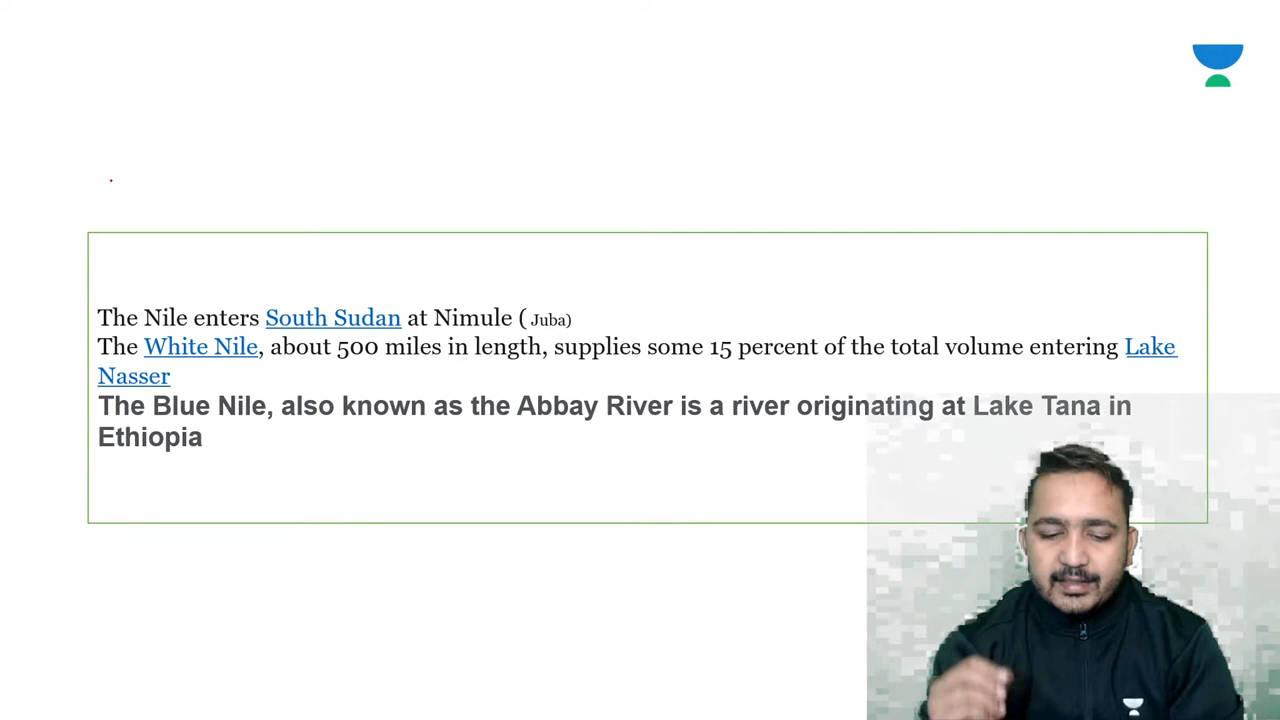 The Nile enters South Sudan at Nimule ( Juba)
The White Nile, about 500 miles in length, supplies some 15 percent of the total volume entering Lake
Nasser
The Blue Nile, also known as the Abbay River is a river originating at Lake Tana in
Ethiopia